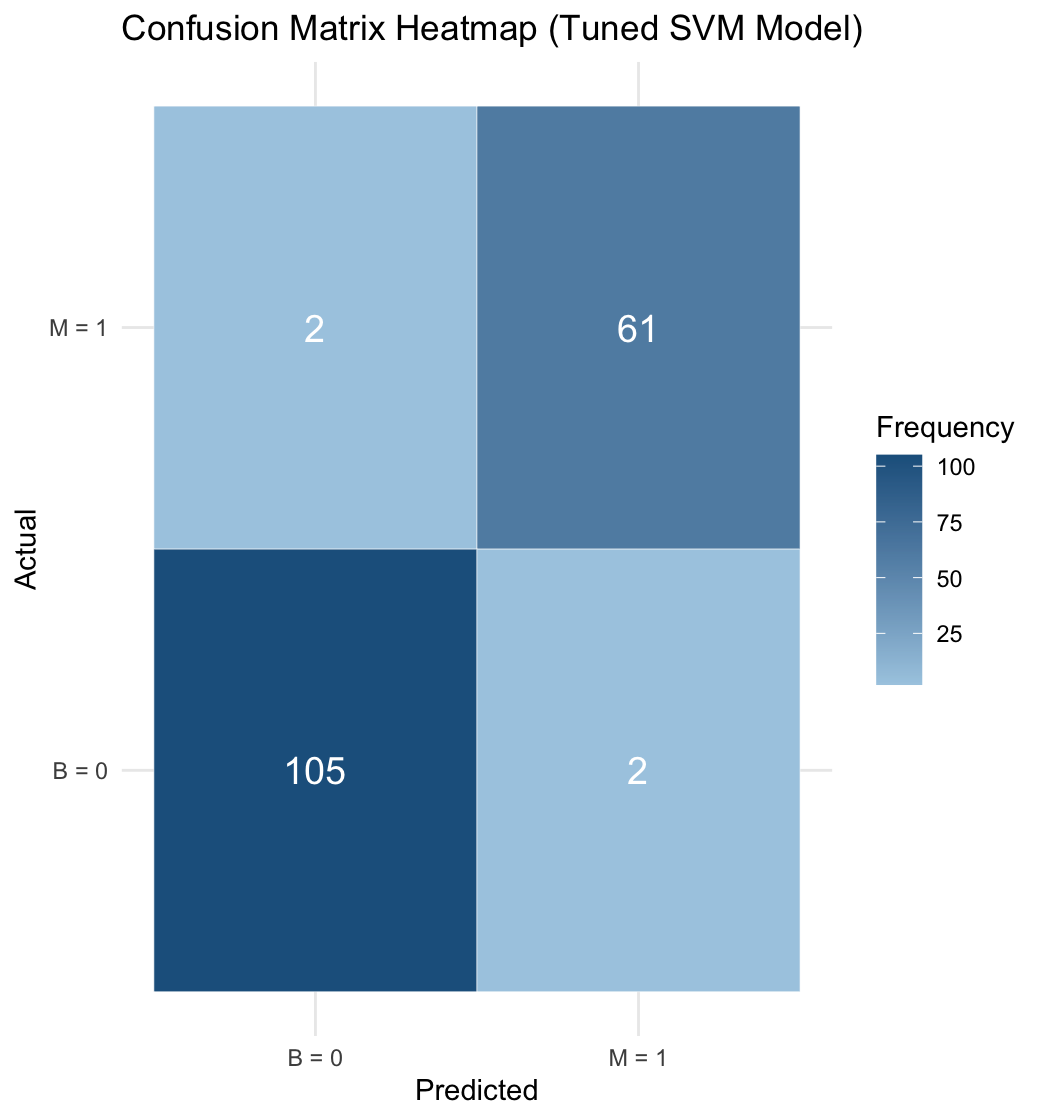 Confusion Matrix Heatmap (Tuned SVM Model)
M = 1
2
61
Actual
B = 0
105
2
B = 0
M = 1
Predicted
Frequency
100
75
50
25